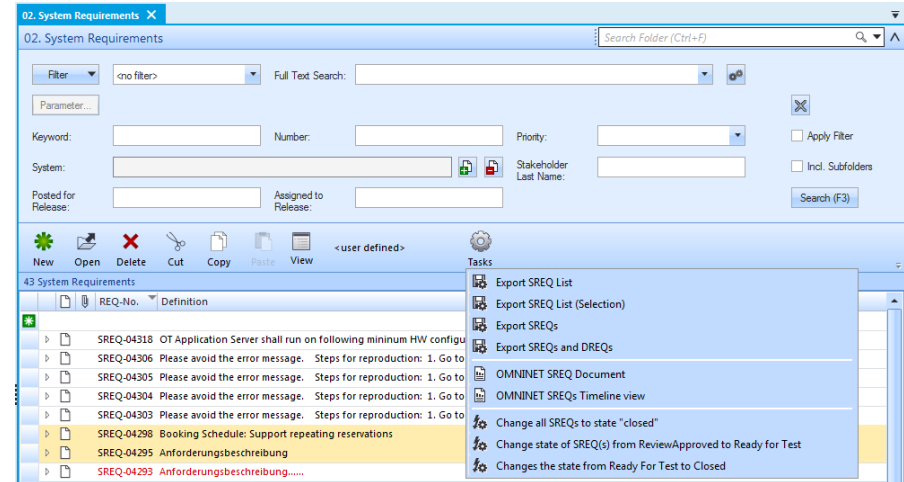 02. System Requirements
02. System Requirements
Search Folder (Ctrl+F)
Filter
<no filter>
Full Text Search:
Parameter...
Keyword:
Number:
Priority:
Apply Filter
System:
Stakeholder
Last Name:
Incl. Subfolders
Posted for
Release:
Assigned to
Release:
Search (F3)
New
Open
Delete
Cut
Copy
Paste
View
<user defined>
Tasks
43 System Requirements
REQ-No.
Definition
SREQ-04318 OT Application Server shall run on following mininum HW configu
SREQ-04306 Please avoid the error message. Steps for reproduction: 1. Go to
SREQ-04305 Please avoid the error message. Steps for reproduction: 1. Go to
SREQ-04304 Please avoid the error message. Steps for reproduction: 1. Go to
SREQ-04303 Please avoid the error message. Steps for reproduction: 1. Go to
SREQ-04298 Booking Schedule: Support repeating reservations
SREQ-04295 Anforderungsbeschreibung
SREQ-04293 Anforderungsbeschreibung......
Export SREQ List
Export SREQ List (Selection)
Export SREQs
Export SREQs and DREQs
OMNINET SREQ Document
OMNINET SREQs Timeline view
Change all SREQs to state "closed"
Change state of SREQ(s) from ReviewApproved to Ready for Test
Changes the state from Ready For Test to Closed